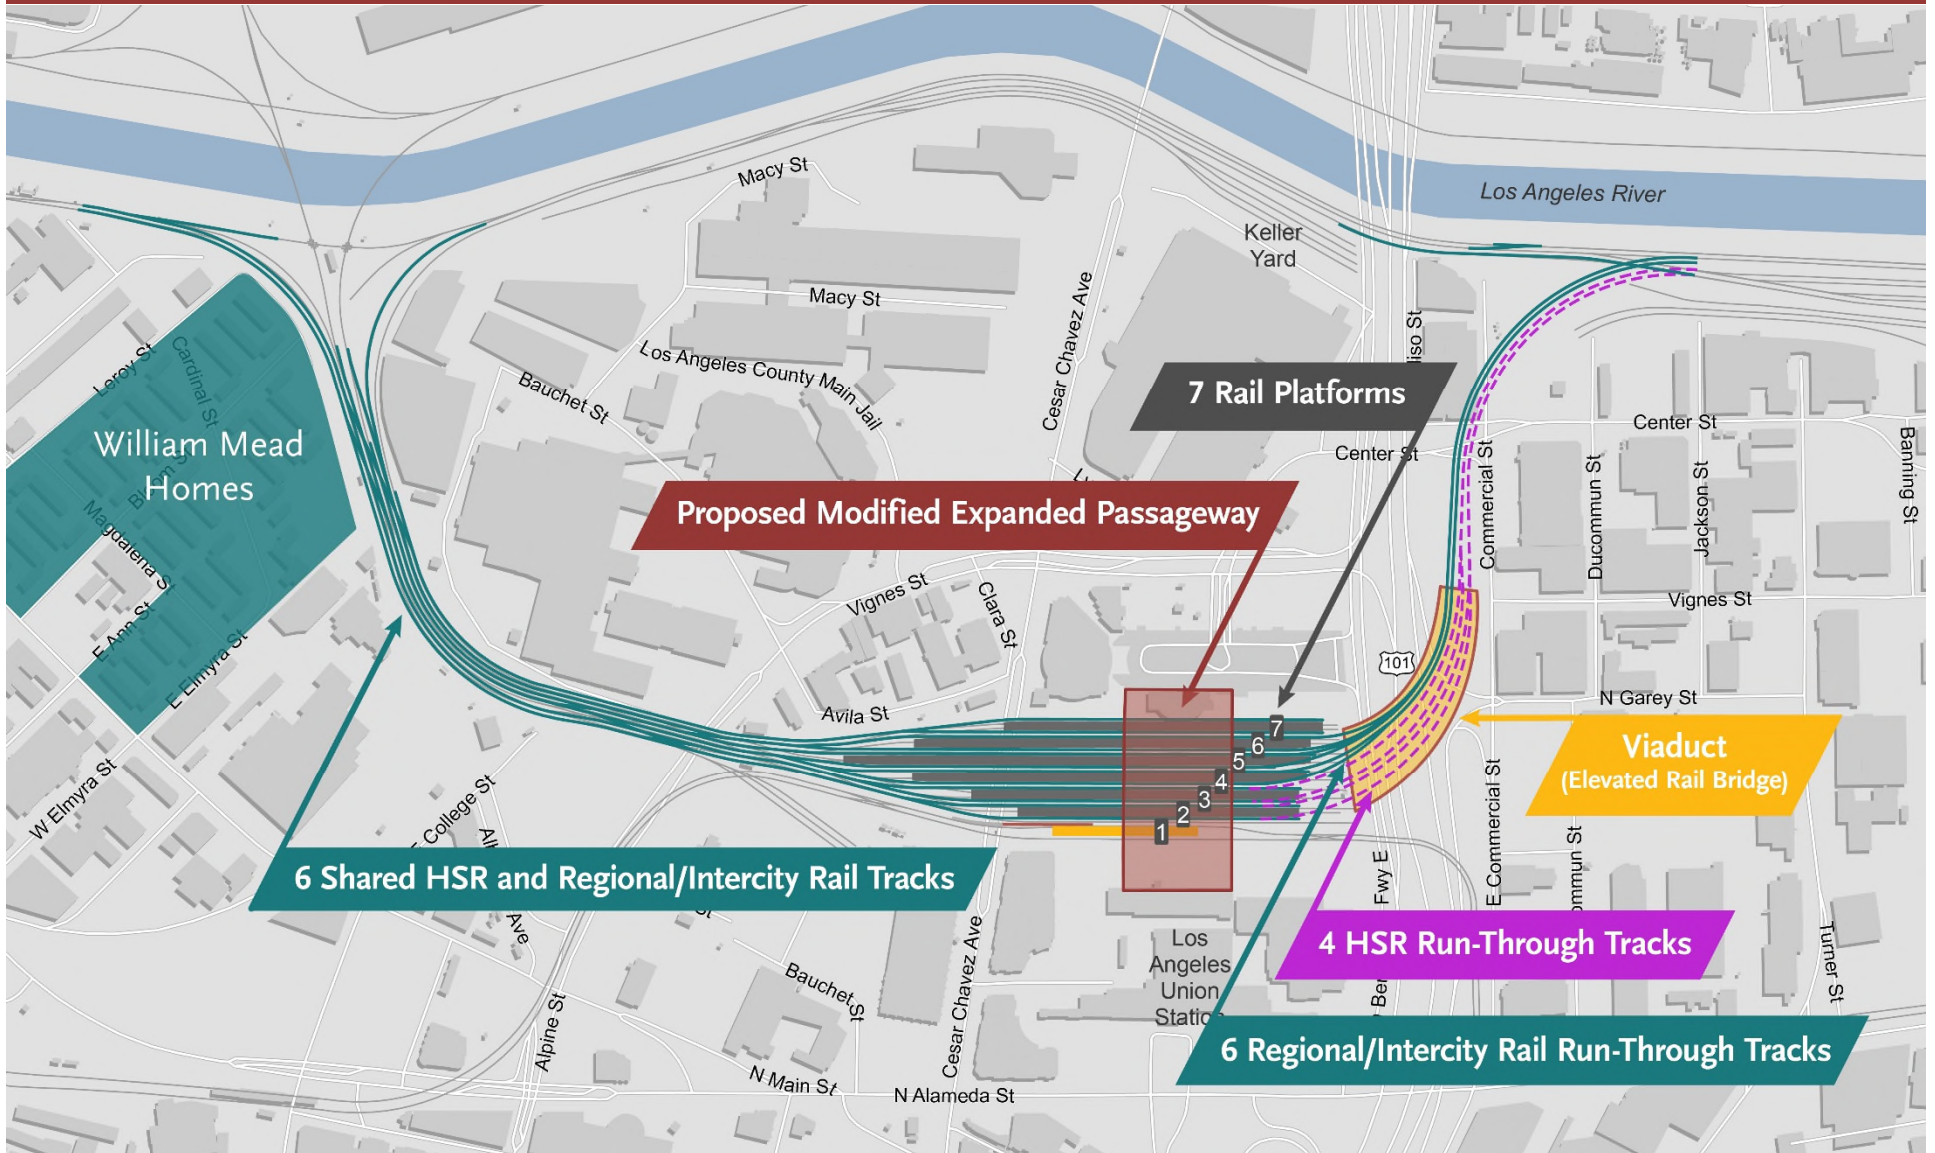 Los Angeles River
Macy St
Keller
Yard
Macy St
Los Angeles County Main Jail
Cesar Chavez Ave
Leroy St
Cardinal St
Bauchet St
7 Rail Platforms
Center St
Center St
Banning St
William Mead
Homes
Commercial St
Ducommun St
Jackson St
Magdalena St
Proposed Modified Expanded Passageway
Vignes St
Clara St
Vignes St
E Ann St
E Elmyra St
101
N Garey St
Avila St
Viaduct
(Elevated Rail Bridge)
7
6
5
4
3
2
1
W Elmyra St
E College St
E Commercial St
6 Shared HSR and Regional/Intercity Rail Tracks
Ave
Fwy E
4 HSR Run-Through Tracks
Turner St
Los
Angeles
Union
Station
Bauchet St
Cesar Chavez Ave
Alpine St
6 Regional/Intercity Rail Run-Through Tracks
N Main St
N Alameda St